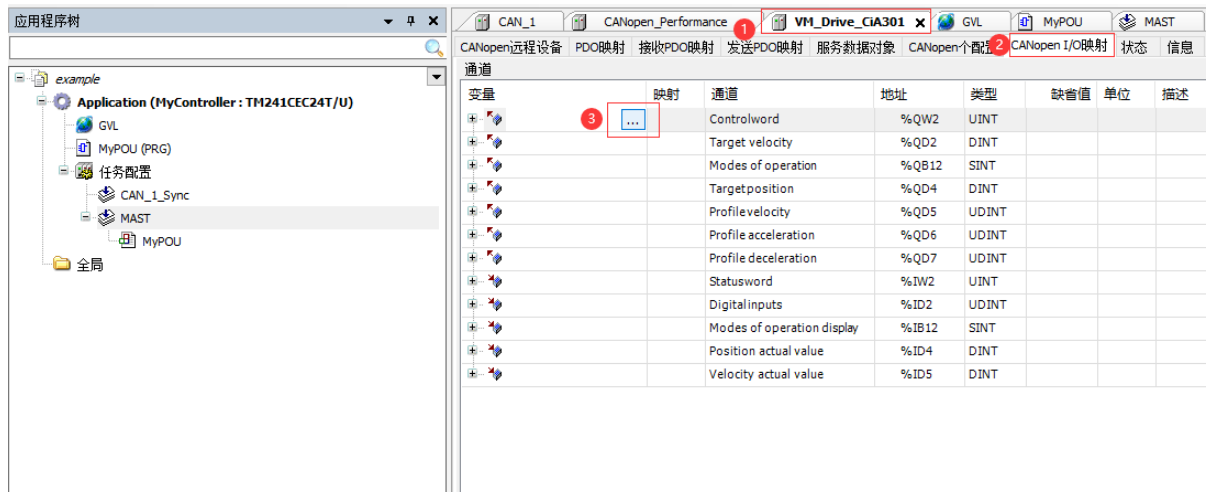 应用程序树
example
Application (MyController : TM241CEC24T/U)
GVL
MyPOU (PRG)
任务配置
CAN_1_Sync
MAST
MyPOU
全局
CAN_1 CANopen_Performance 1 VM_Drive_CiA301 GVL MyPOU MAST
CANopen远程设备 PDO映射 接收PDO映射 发送PDO映射 服务数据对象 CANopen个配置 2 CANopen I/O映射 状态 信息
通道
变量 映射 通道 地址 类型 缺省值 单位 描述
3 ... Controlword %QW2 UINT
Target velocity %QD2 DINT
Modes of operation %QB12 SINT
Targetposition %QD4 DINT
Profilevelocity %QD5 UDINT
Profile acceleration %QD6 UDINT
Profile deceleration %QD7 UDINT
Statusword %IW2 UINT
Digitalinputs %ID2 UDINT
Modes of operation display %IB12 SINT
Position actual value %ID4 DINT
Velocity actual value %ID5 DINT